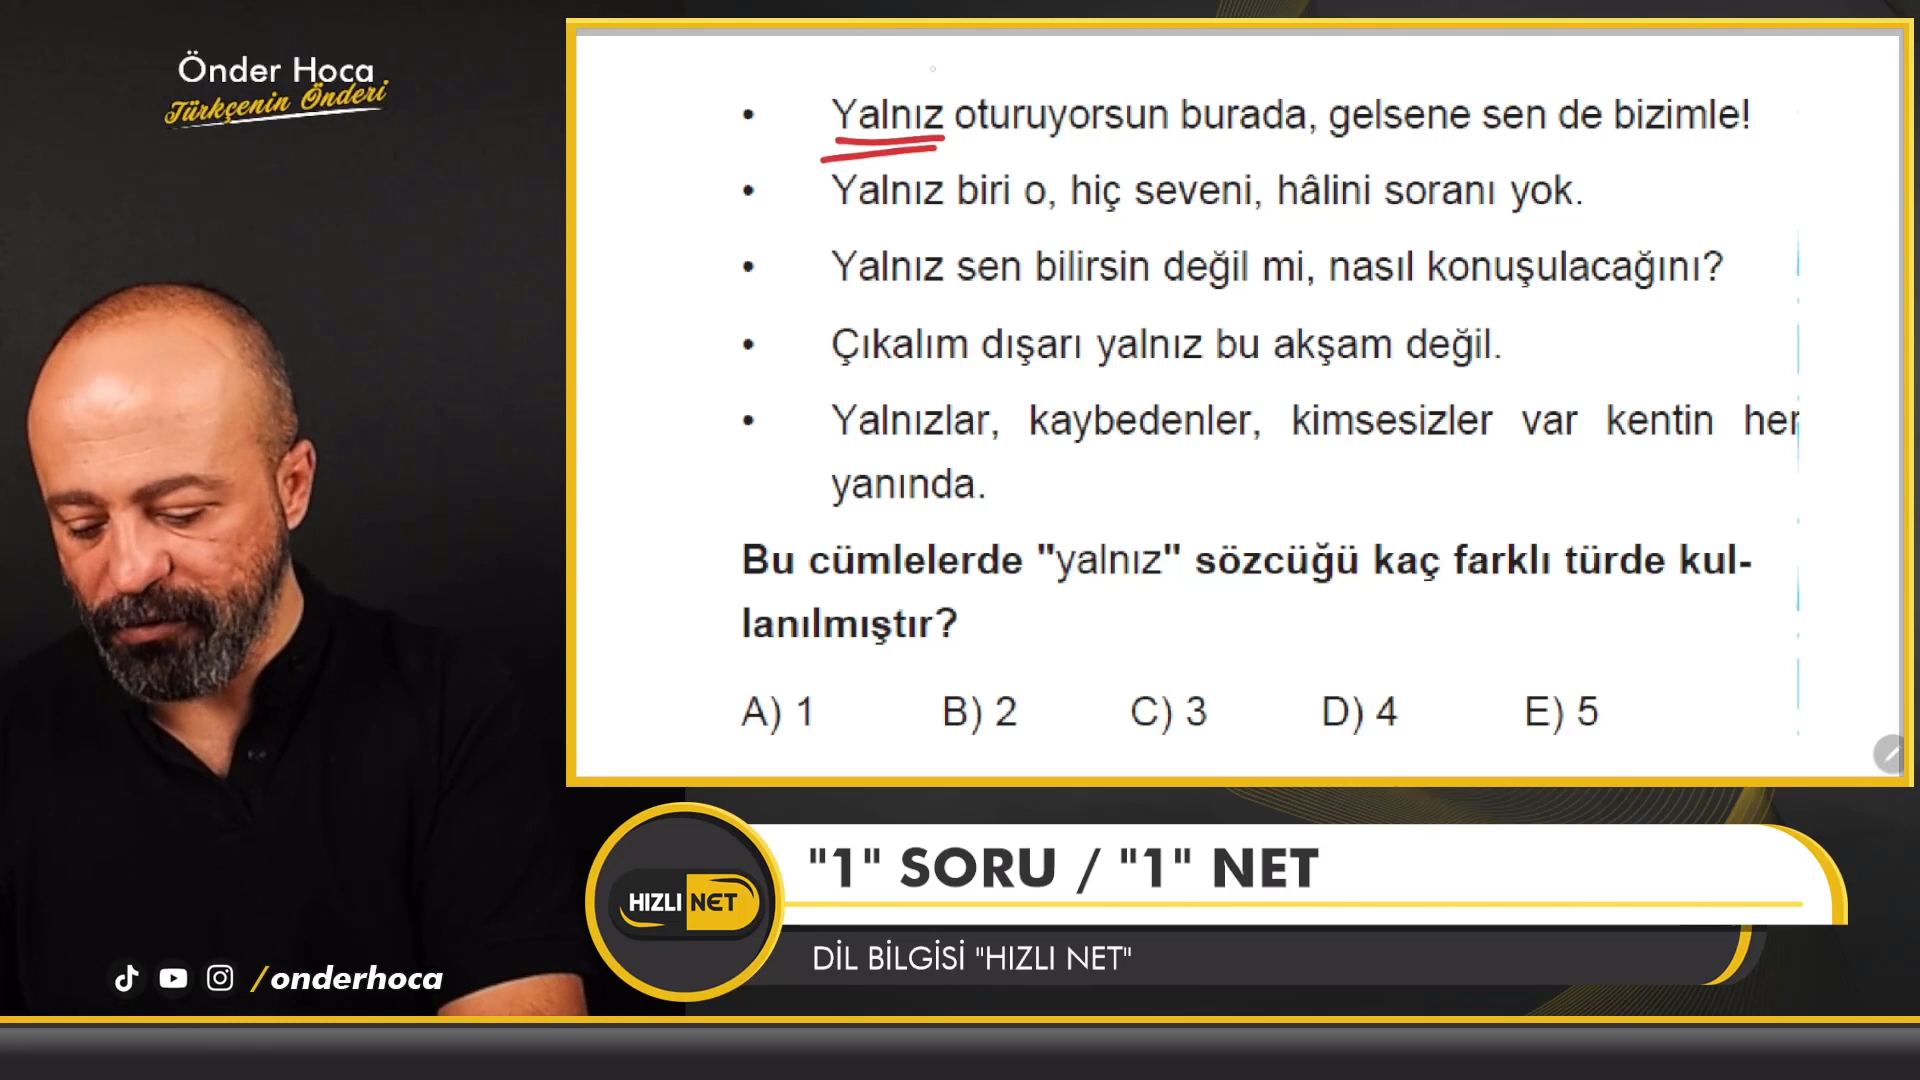 Önder Hoca
Türkçenin Önderi
• Yalnız oturuyorsun burada, gelsene sen de bizimle!
• Yalnız biri o, hiç seveni, hâlini soranı yok.
• Yalnız sen bilirsin değil mi, nasıl konuşulacağını?
• Çıkalım dışarı yalnız bu akşam değil.
• Yalnızlar, kaybedenler, kimsesizler var kentin her
yanında.
Bu cümlelerde "yalnız" sözcüğü kaç farklı türde kul-
lanılmıştır?
A) 1 B) 2 C) 3 D) 4 E) 5
HIZLI NET
"1" SORU / "1" NET
DİL BİLGİSİ "HIZLI NET"
/onderhoca